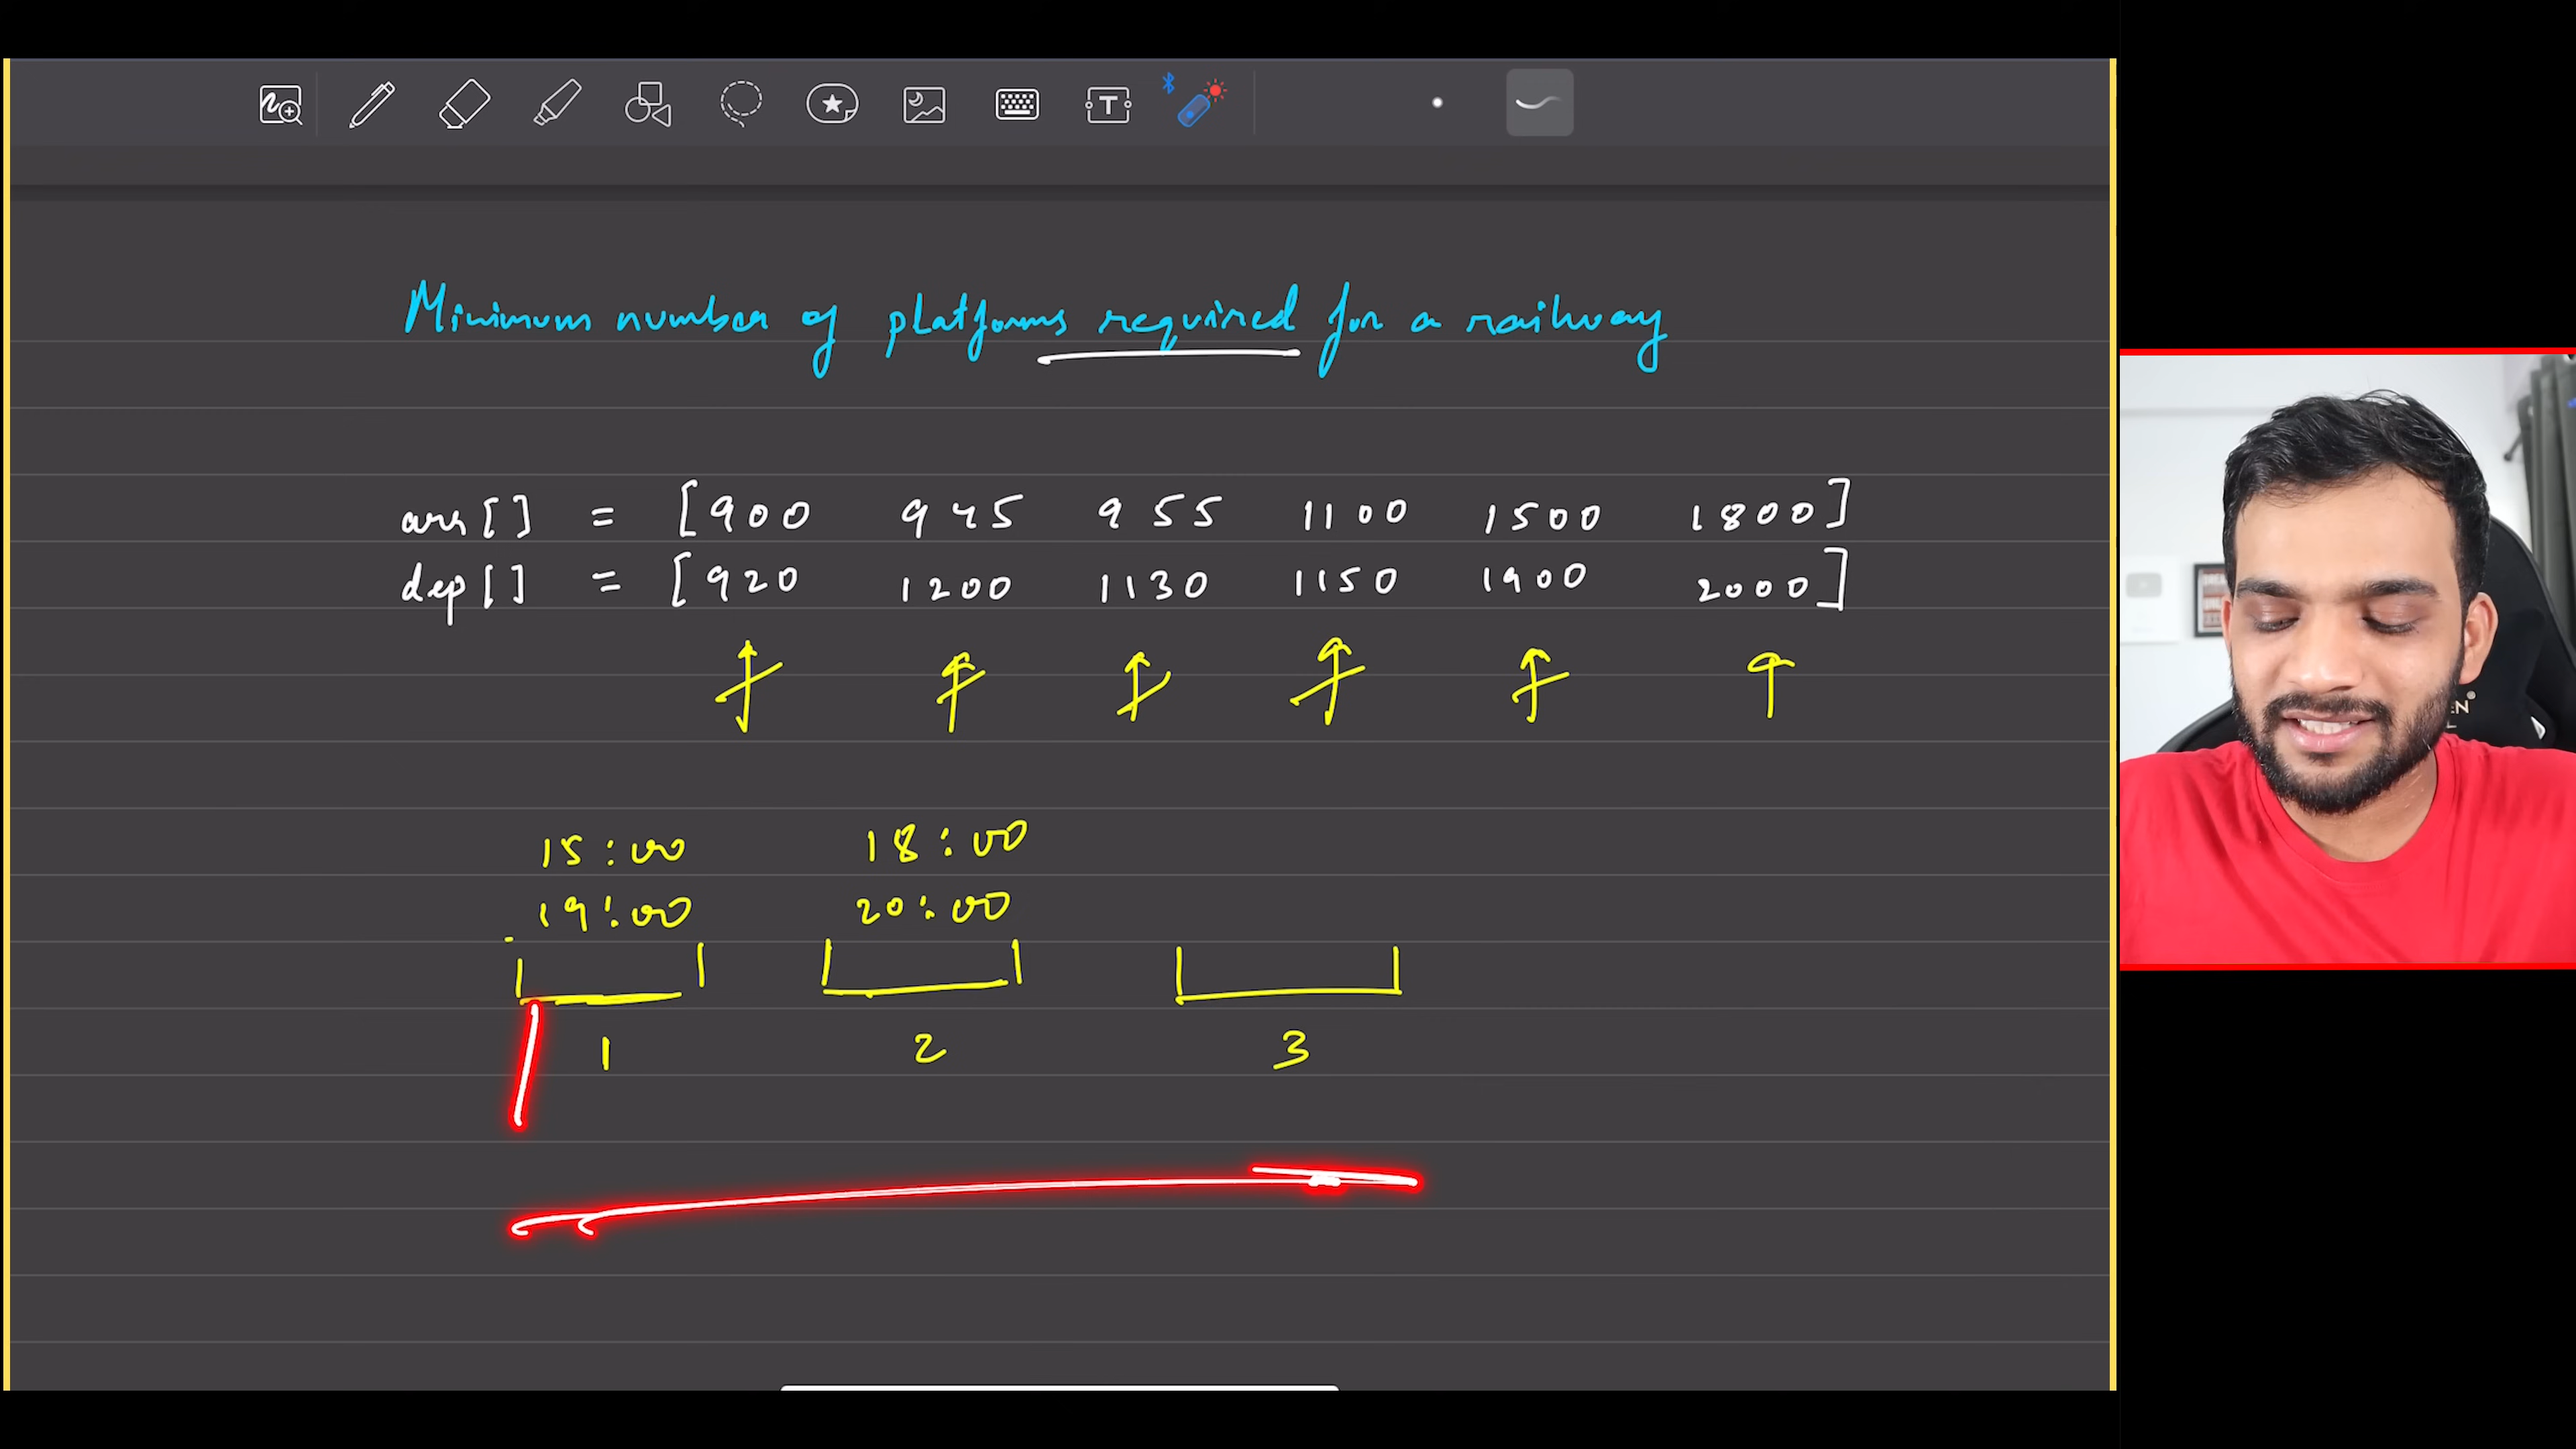 Minimum number of platforms required for a railway
arr[] = [900 945 955 1100 1500 1800]
dep[] = [920 1200 1130 1150 1900 2000]
15:00 18:00
19:00 20:00
1 2 3